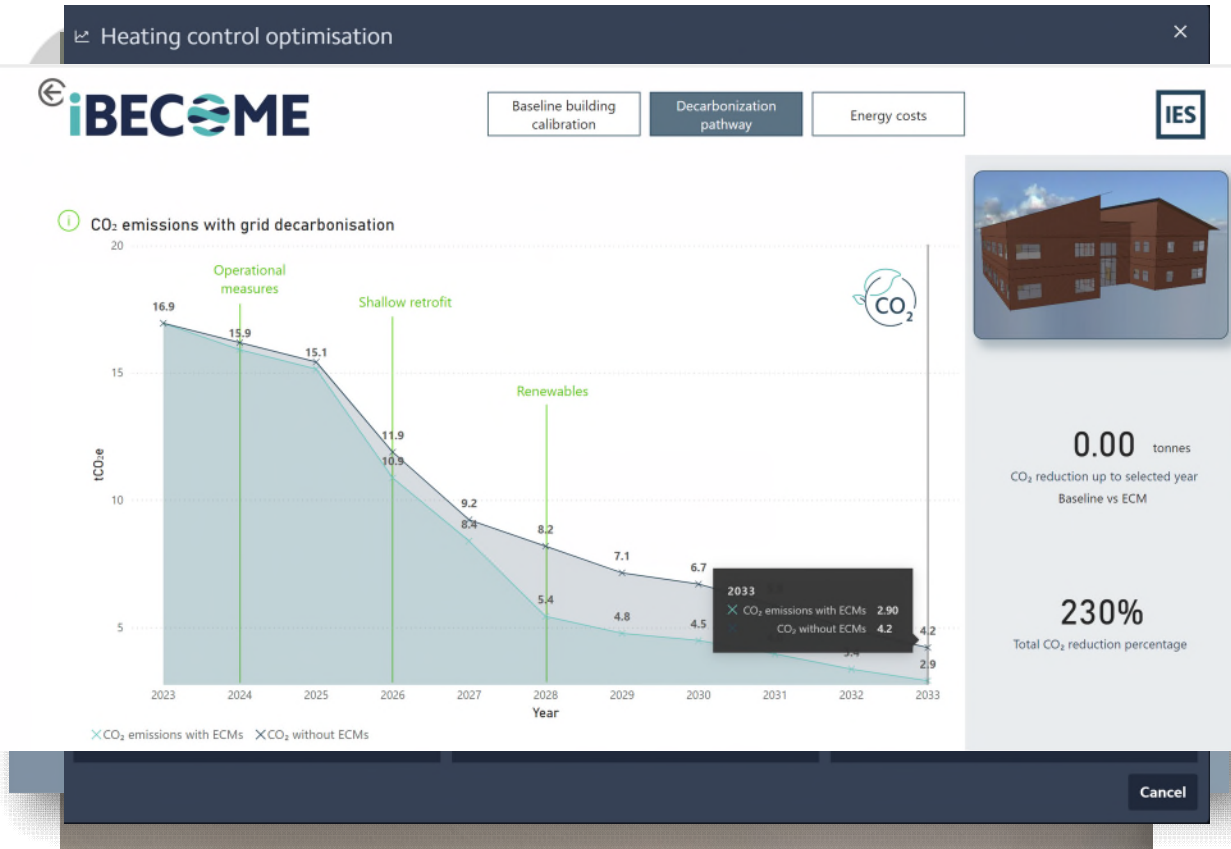 Heating control optimisation
iBECOME
Baseline building
calibration
Decarbonization
pathway
Energy costs
IES
CO₂ emissions with grid decarbonisation
20
Operational
measures
Shallow retrofit
Renewables
CO₂
16.9
15.9
15.1
15
11.9
10.9
tCO₂e
10
9.2
8.4
8.2
7.1
6.7
5.4
4.8
4.5
5
2033
CO₂ emissions with ECMs 2.90
CO₂ without ECMs 4.2
4.2
3.4
2.9
2023 2024 2025 2026 2027 2028 2029 2030 2031 2032 2033
Year
CO₂ emissions with ECMs CO₂ without ECMs
0.00 tonnes
CO₂ reduction up to selected year
Baseline vs ECM
230%
Total CO₂ reduction percentage
Cancel